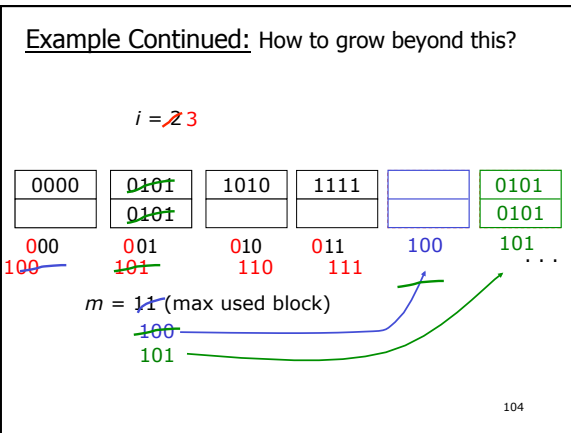 Example Continued: How to grow beyond this?
i = 2 3
0000 0101 1010 1111 0101
0101 0101
000 001 010 011 100 101
100 101 110 111 . . .
m = 11 (max used block)
100
101
104